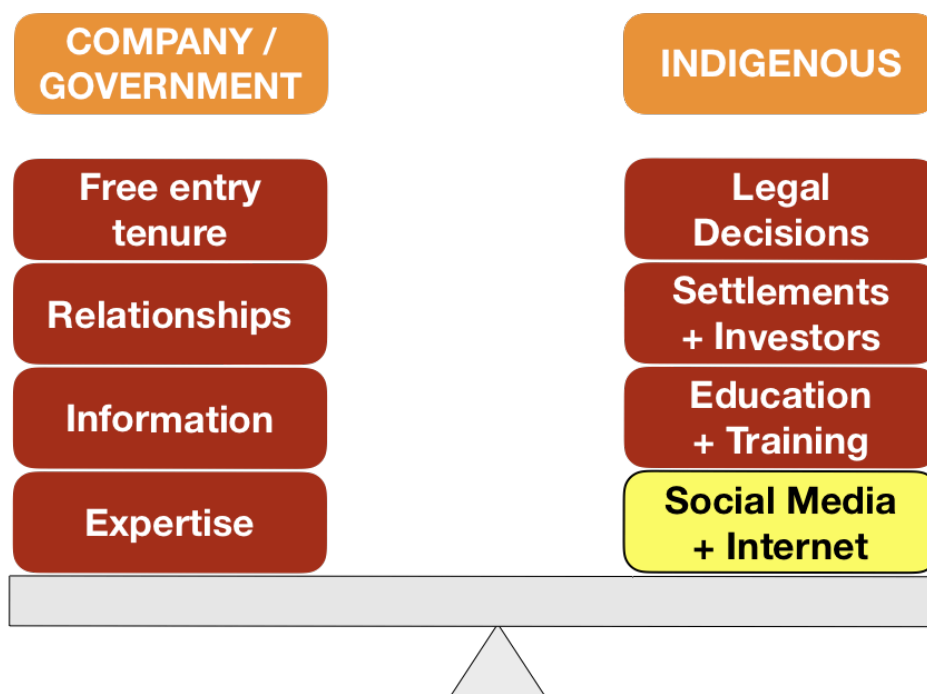 COMPANY /
GOVERNMENT
INDIGENOUS
Free entry
tenure
Legal
Decisions
Relationships
Settlements
+ Investors
Information
Education
+ Training
Expertise
Social Media
+ Internet